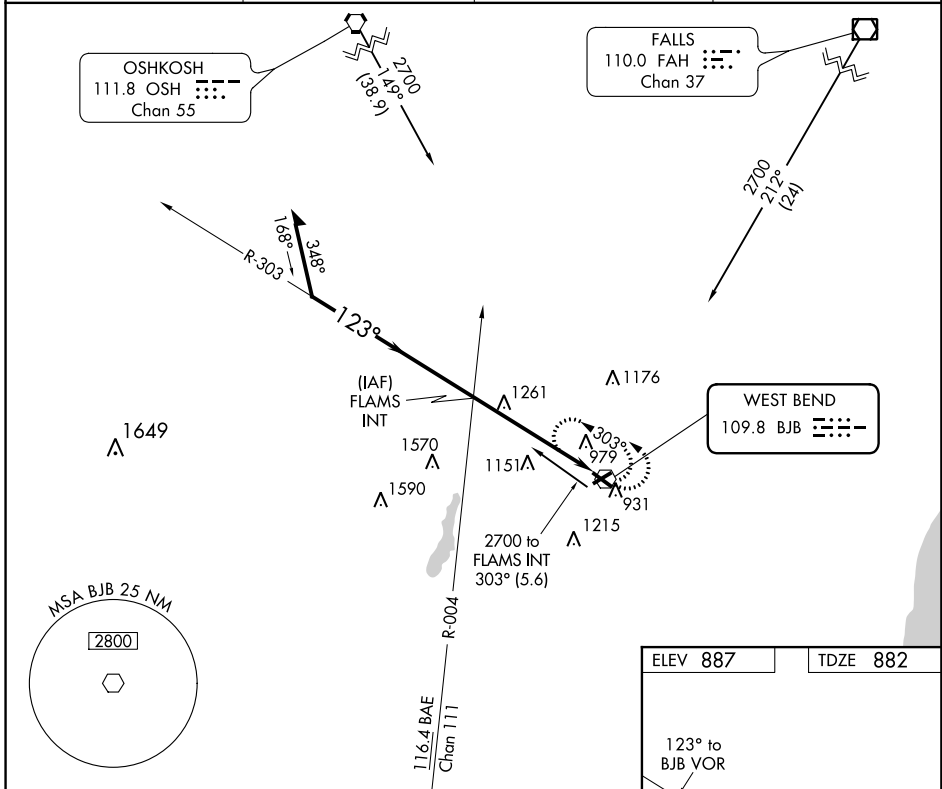 OSHKOSH
111.8 OSH
Chan 55
2700
149°
(38.9)
FALLS
110.0 FAH
Chan 37
2700
212°
(24)
R-303
168°
348°
123°
(IAF)
FLAMS
INT
1261
1176
WEST BEND
109.8 BJB
1649
1570
1590
1151
303°
979
931
1215
2700 to
FLAMS INT
303° (5.6)
R-004
116.4 BAE
Chan 111
MSA BJB 25 NM
2800
ELEV 887
TDZE 882
123° to
BJB VOR